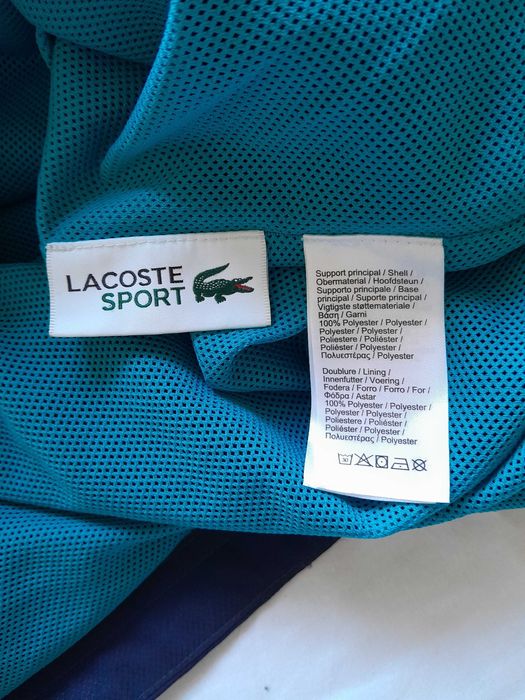 LACOSTE
SPORT
Support principal / Shell /
Obermaterial / Hoofdsteun /
Supporto principale / Base
principal / Suporte principal /
Vigtigste støttemateriale /
Βάση / Garni
100% Polyester / Polyester /
Polyester / Polyester /
Poliestere / Poliéster /
Poliéster / Polyester /
Πολυεστέρας / Polyester
Doublure / Lining /
Innenfutter / Voering /
Fodera / Forro / Forro / For /
Φόδρα / Astar
100% Polyester / Polyester /
Polyester / Polyester /
Poliestere / Poliéster /
Poliéster / Polyester /
Πολυεστέρας / Polyester